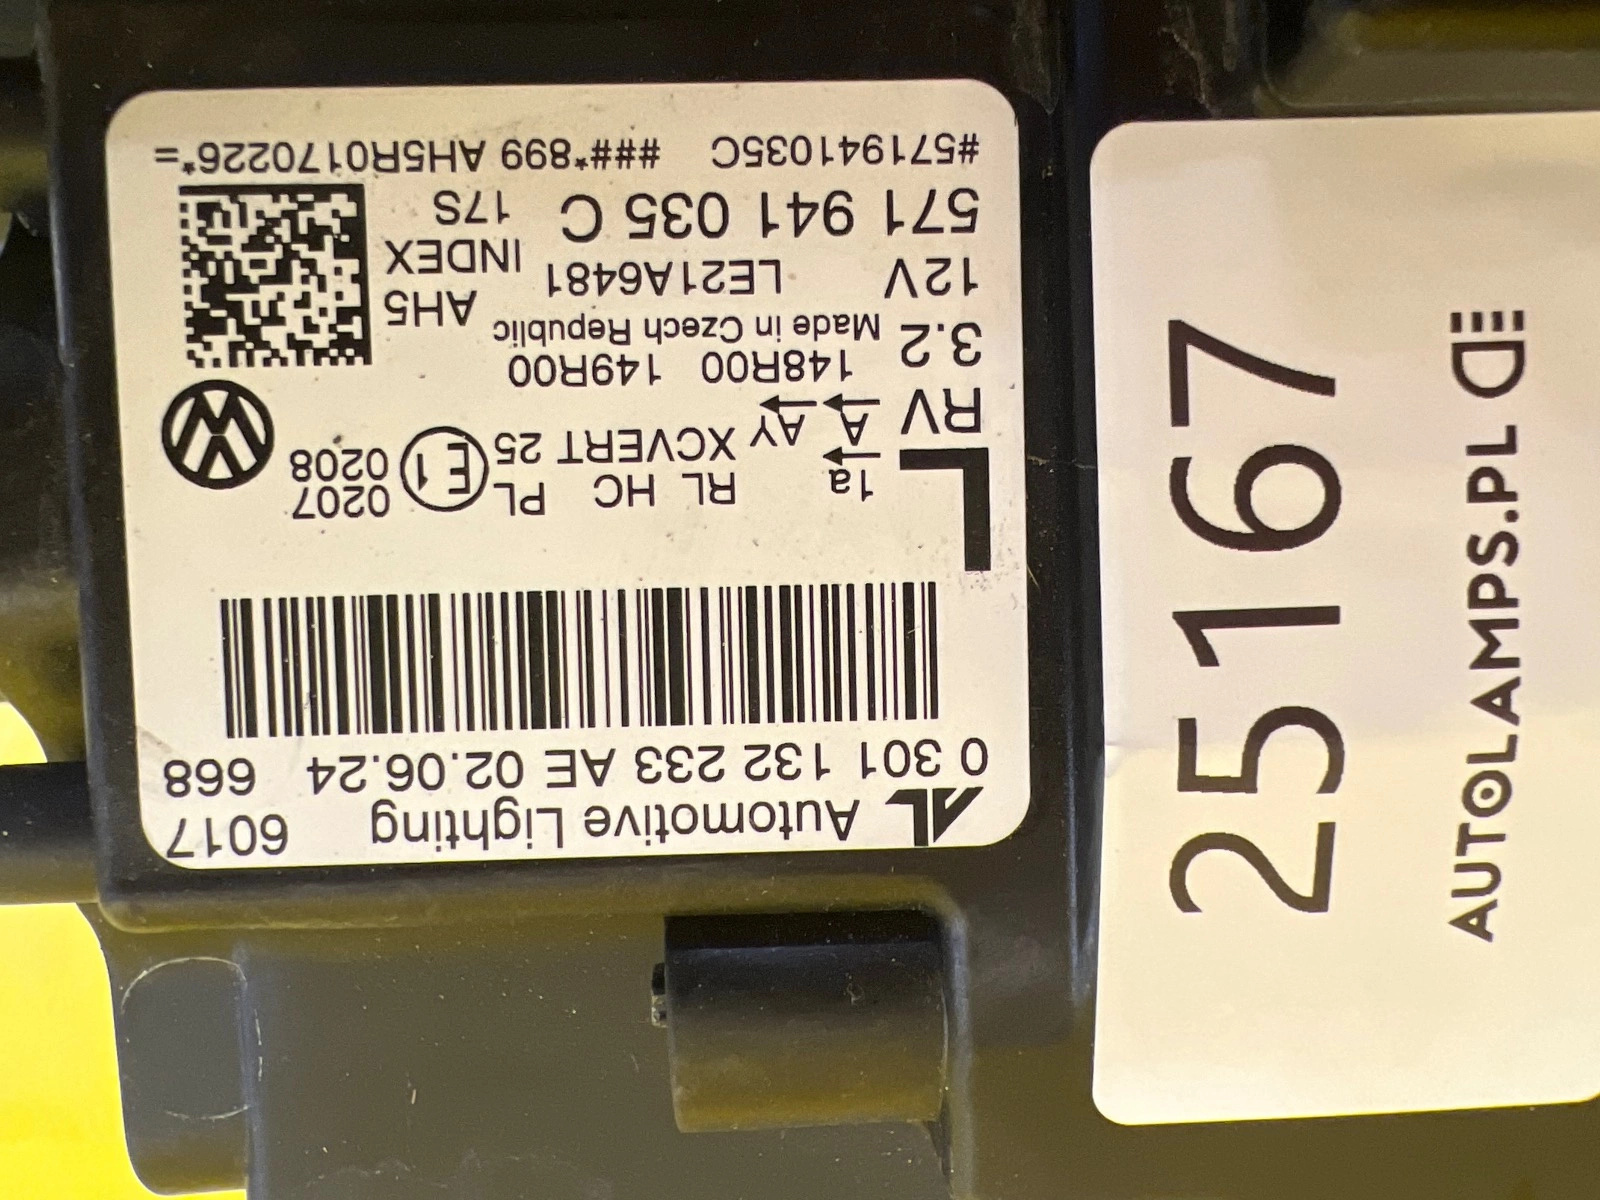 Automotive Lighting 6017
0 301 132 233 AE 02.06.24 668
L 1a RL HC PL E1 0207
A AY XCVERT 25 0208
RV
148R00 149R00
3.2 Made in Czech Republic AH5
12V LE21A6481 INDEX
571 941 035 C 17S
#571941035C ###*899 AH5R0170226*=
25167
AUTOLAMPS.PL